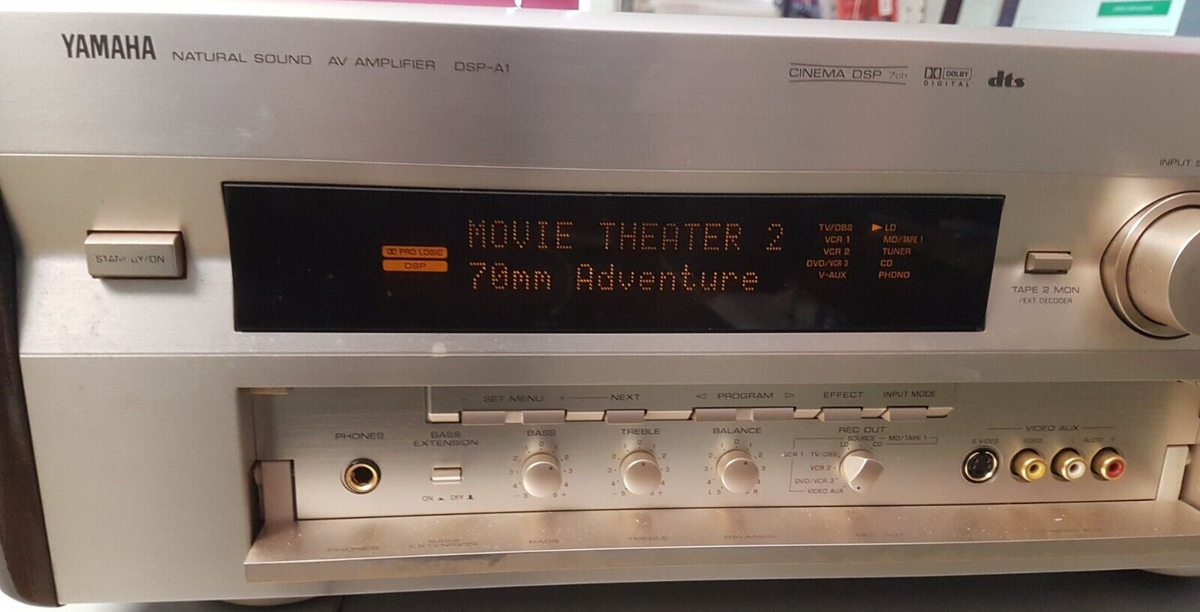 YAMAHA NATURAL SOUND AV AMPLIFIER DSP-A1
CINEMA DSP 7ch DOLBY DIGITAL dts
INPUT
STANDBY/ON
PRO LOGIC
DSP
MOVIE THEATER 2
70mm Adventure
TV/DBS LD
VCR 1 MD/TAPE 1
VCR 2 TUNER
DVD/VCR 3 CD
V-AUX PHONO
TAPE 2 MON
/EXT. DECODER
− SET MENU + NEXT ◁ PROGRAM ▷ EFFECT INPUT MODE
PHONES
BASS EXTENSION
ON OFF
BASS
TREBLE
BALANCE
L 5 5 R
REC OUT
SOURCE MD/TAPE 1
LD CD
VCR 1 TV/DBS
VCR 2
DVD/VCR 3
VIDEO AUX
VIDEO AUX
S VIDEO VIDEO L AUDIO R